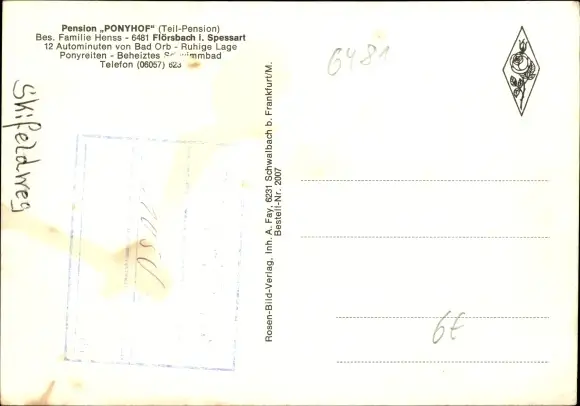 Pension „PONYHOF“ (Teil-Pension)
Bes. Familie Henss - 6481 Flörsbach i. Spessart
12 Autominuten von Bad Orb - Ruhige Lage
Ponyreiten - Beheiztes
Telefon (06057) 623
Skifeldweg
Rosen-Bild-Verlag, Inh. A. Fay, 6231 Schwalbach b. Frankfurt/M.
Bestell-Nr. 2007
6481
6€